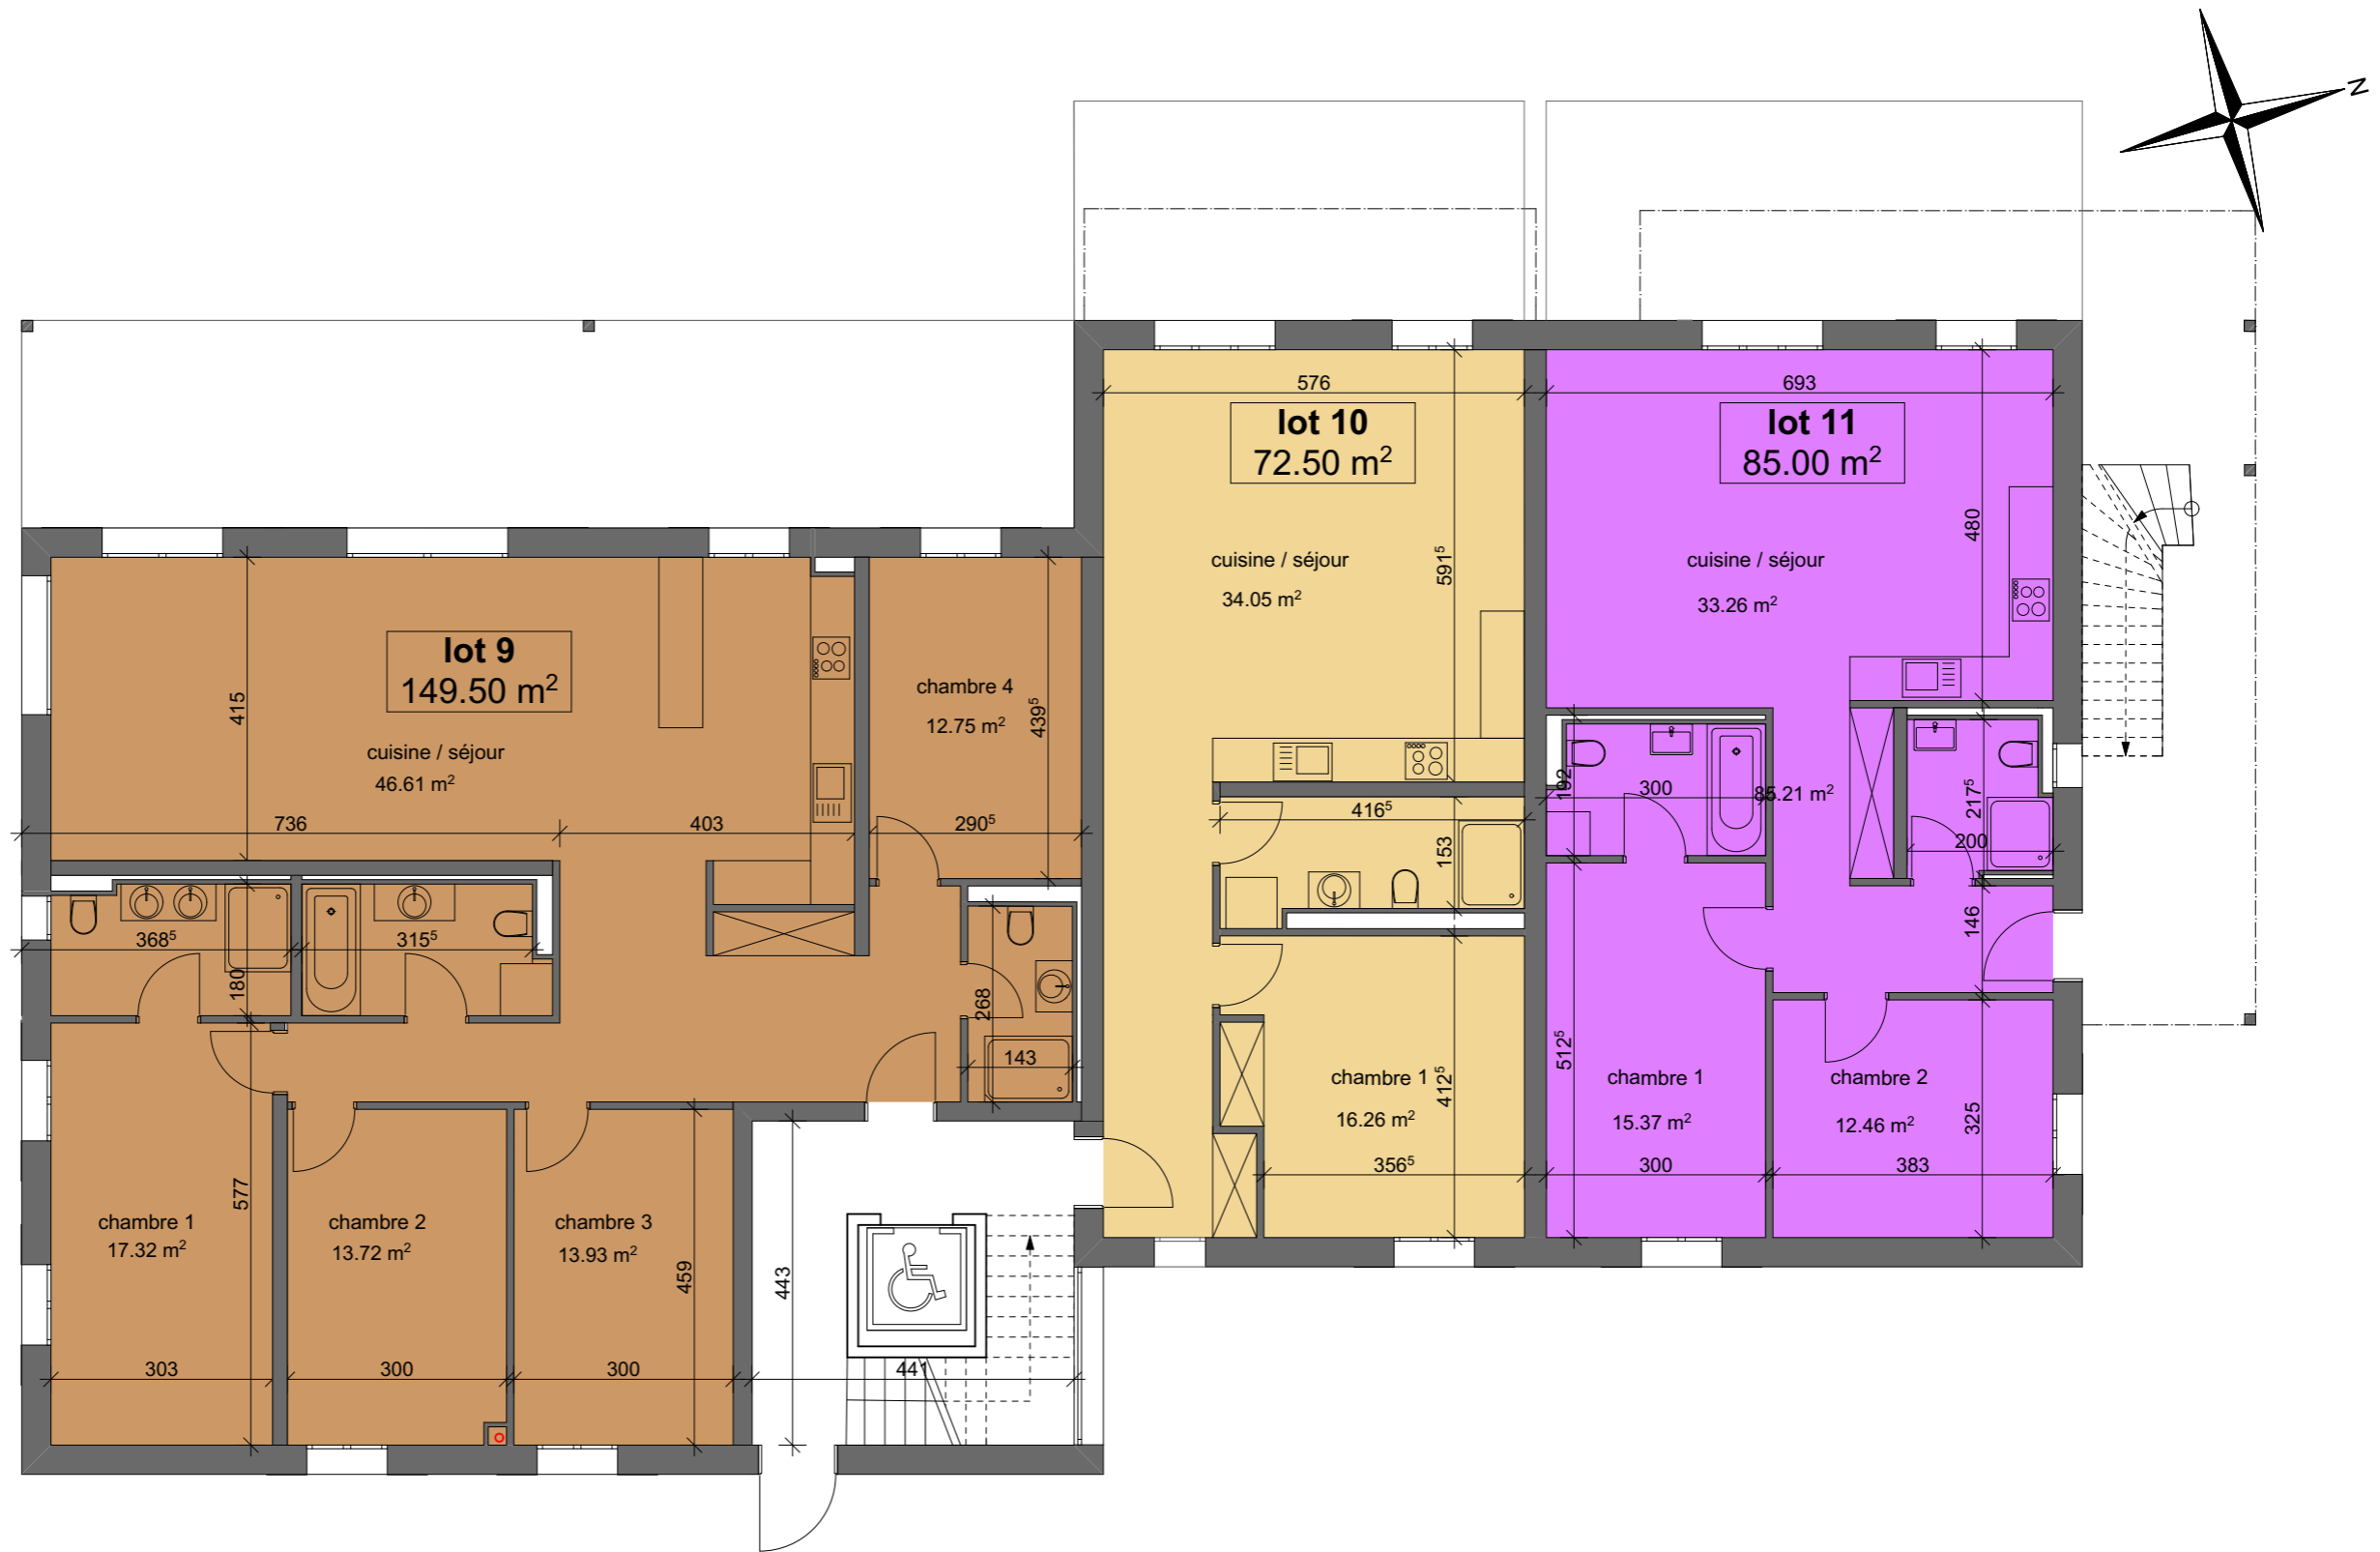 N
576
693
lot 10
72.50 m²
lot 11
85.00 m²
480
591⁵
cuisine / séjour
34.05 m²
cuisine / séjour
33.26 m²
lot 9
149.50 m²
415
chambre 4
12.75 m²
439⁵
cuisine / séjour
46.61 m²
192
300
85.21 m²
217⁵
736
403
290⁵
416⁵
153
200
368⁵
315⁵
180
268
146
143
512⁵
chambre 1
16.26 m²
412⁵
chambre 1
15.37 m²
chambre 2
12.46 m²
325
356⁵
300
383
577
chambre 1
17.32 m²
chambre 2
13.72 m²
chambre 3
13.93 m²
459
443
303
300
300
441